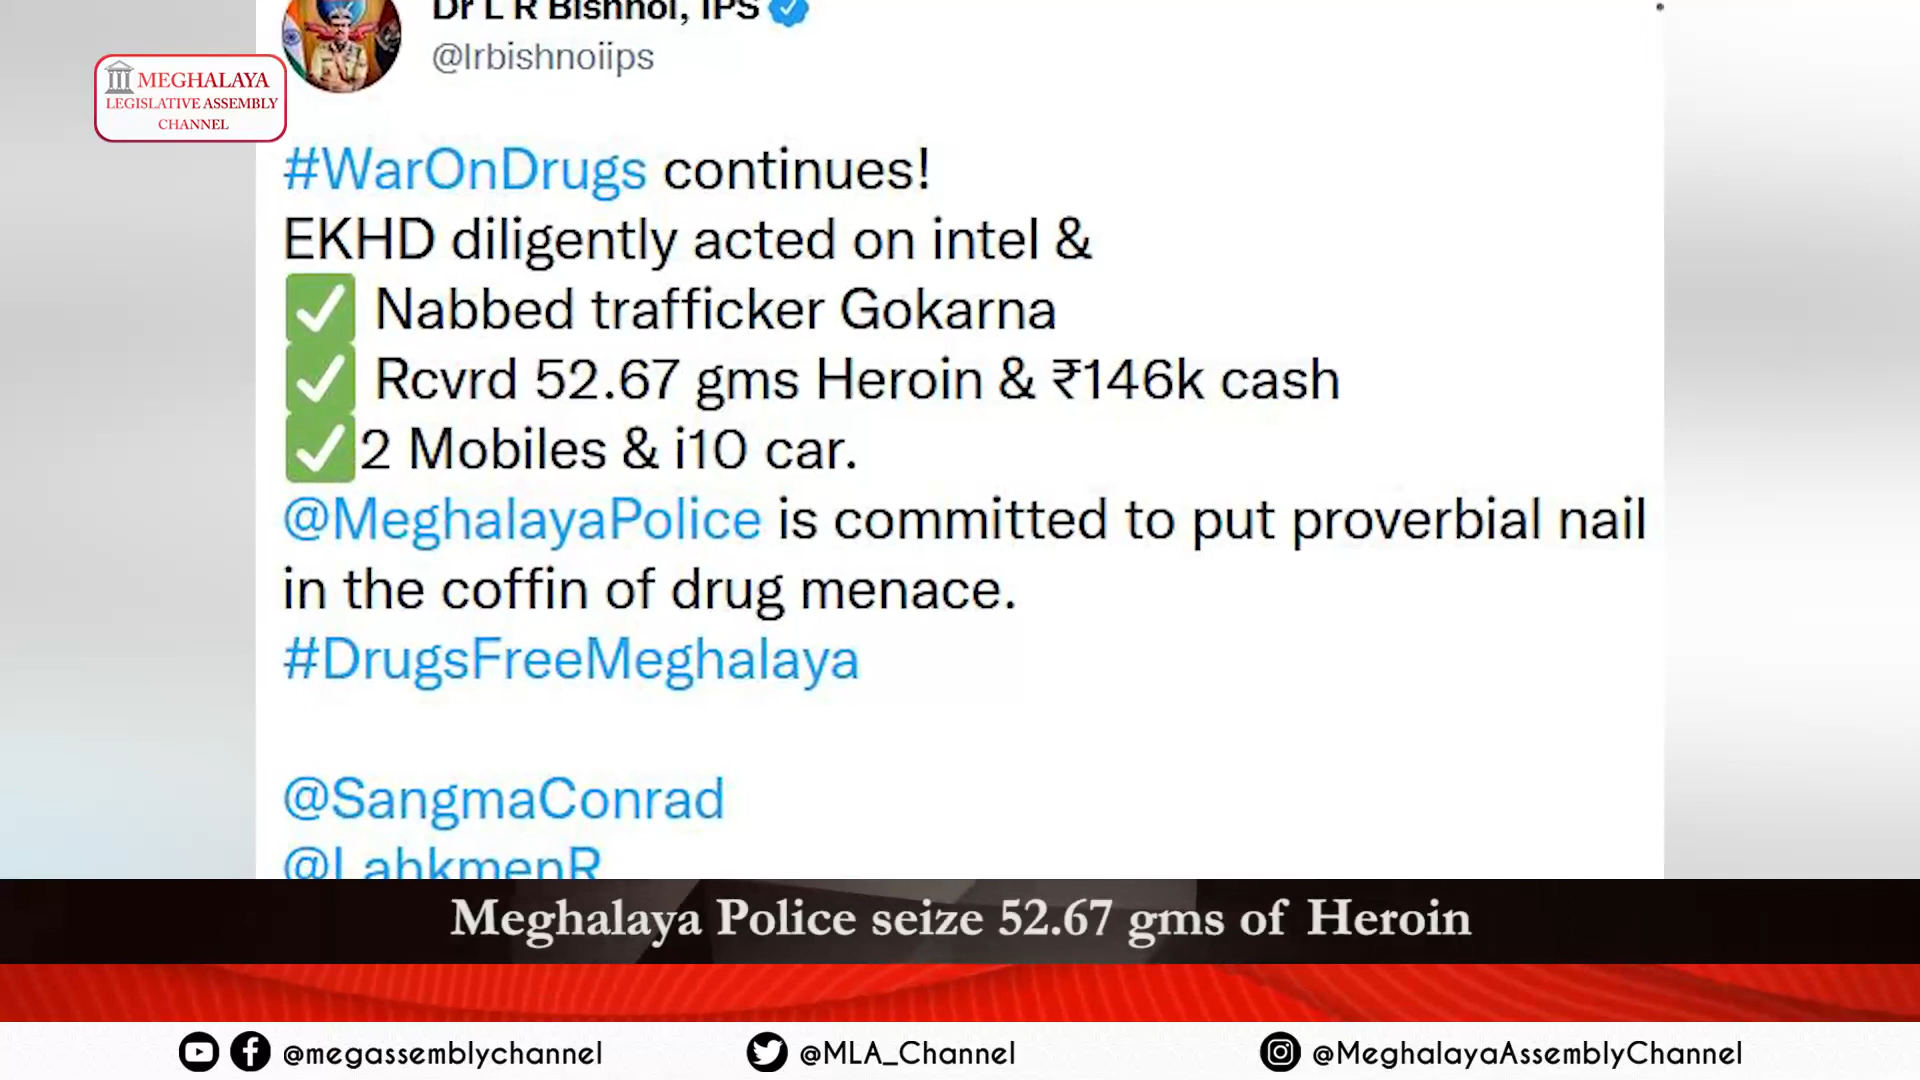 Dr L R Bishnoi, IPS
@lrbishnoiips
MEGHALAYA
LEGISLATIVE ASSEMBLY
CHANNEL
#WarOnDrugs continues!
EKHD diligently acted on intel &
✅ Nabbed trafficker Gokarna
✅ Rcvrd 52.67 gms Heroin & ₹146k cash
✅2 Mobiles & i10 car.
@MeghalayaPolice is committed to put proverbial nail
in the coffin of drug menace.
#DrugsFreeMeghalaya
@SangmaConrad
@LahkmenR
Meghalaya Police seize 52.67 gms of Heroin
@megassemblychannel
@MLA_Channel
@MeghalayaAssemblyChannel